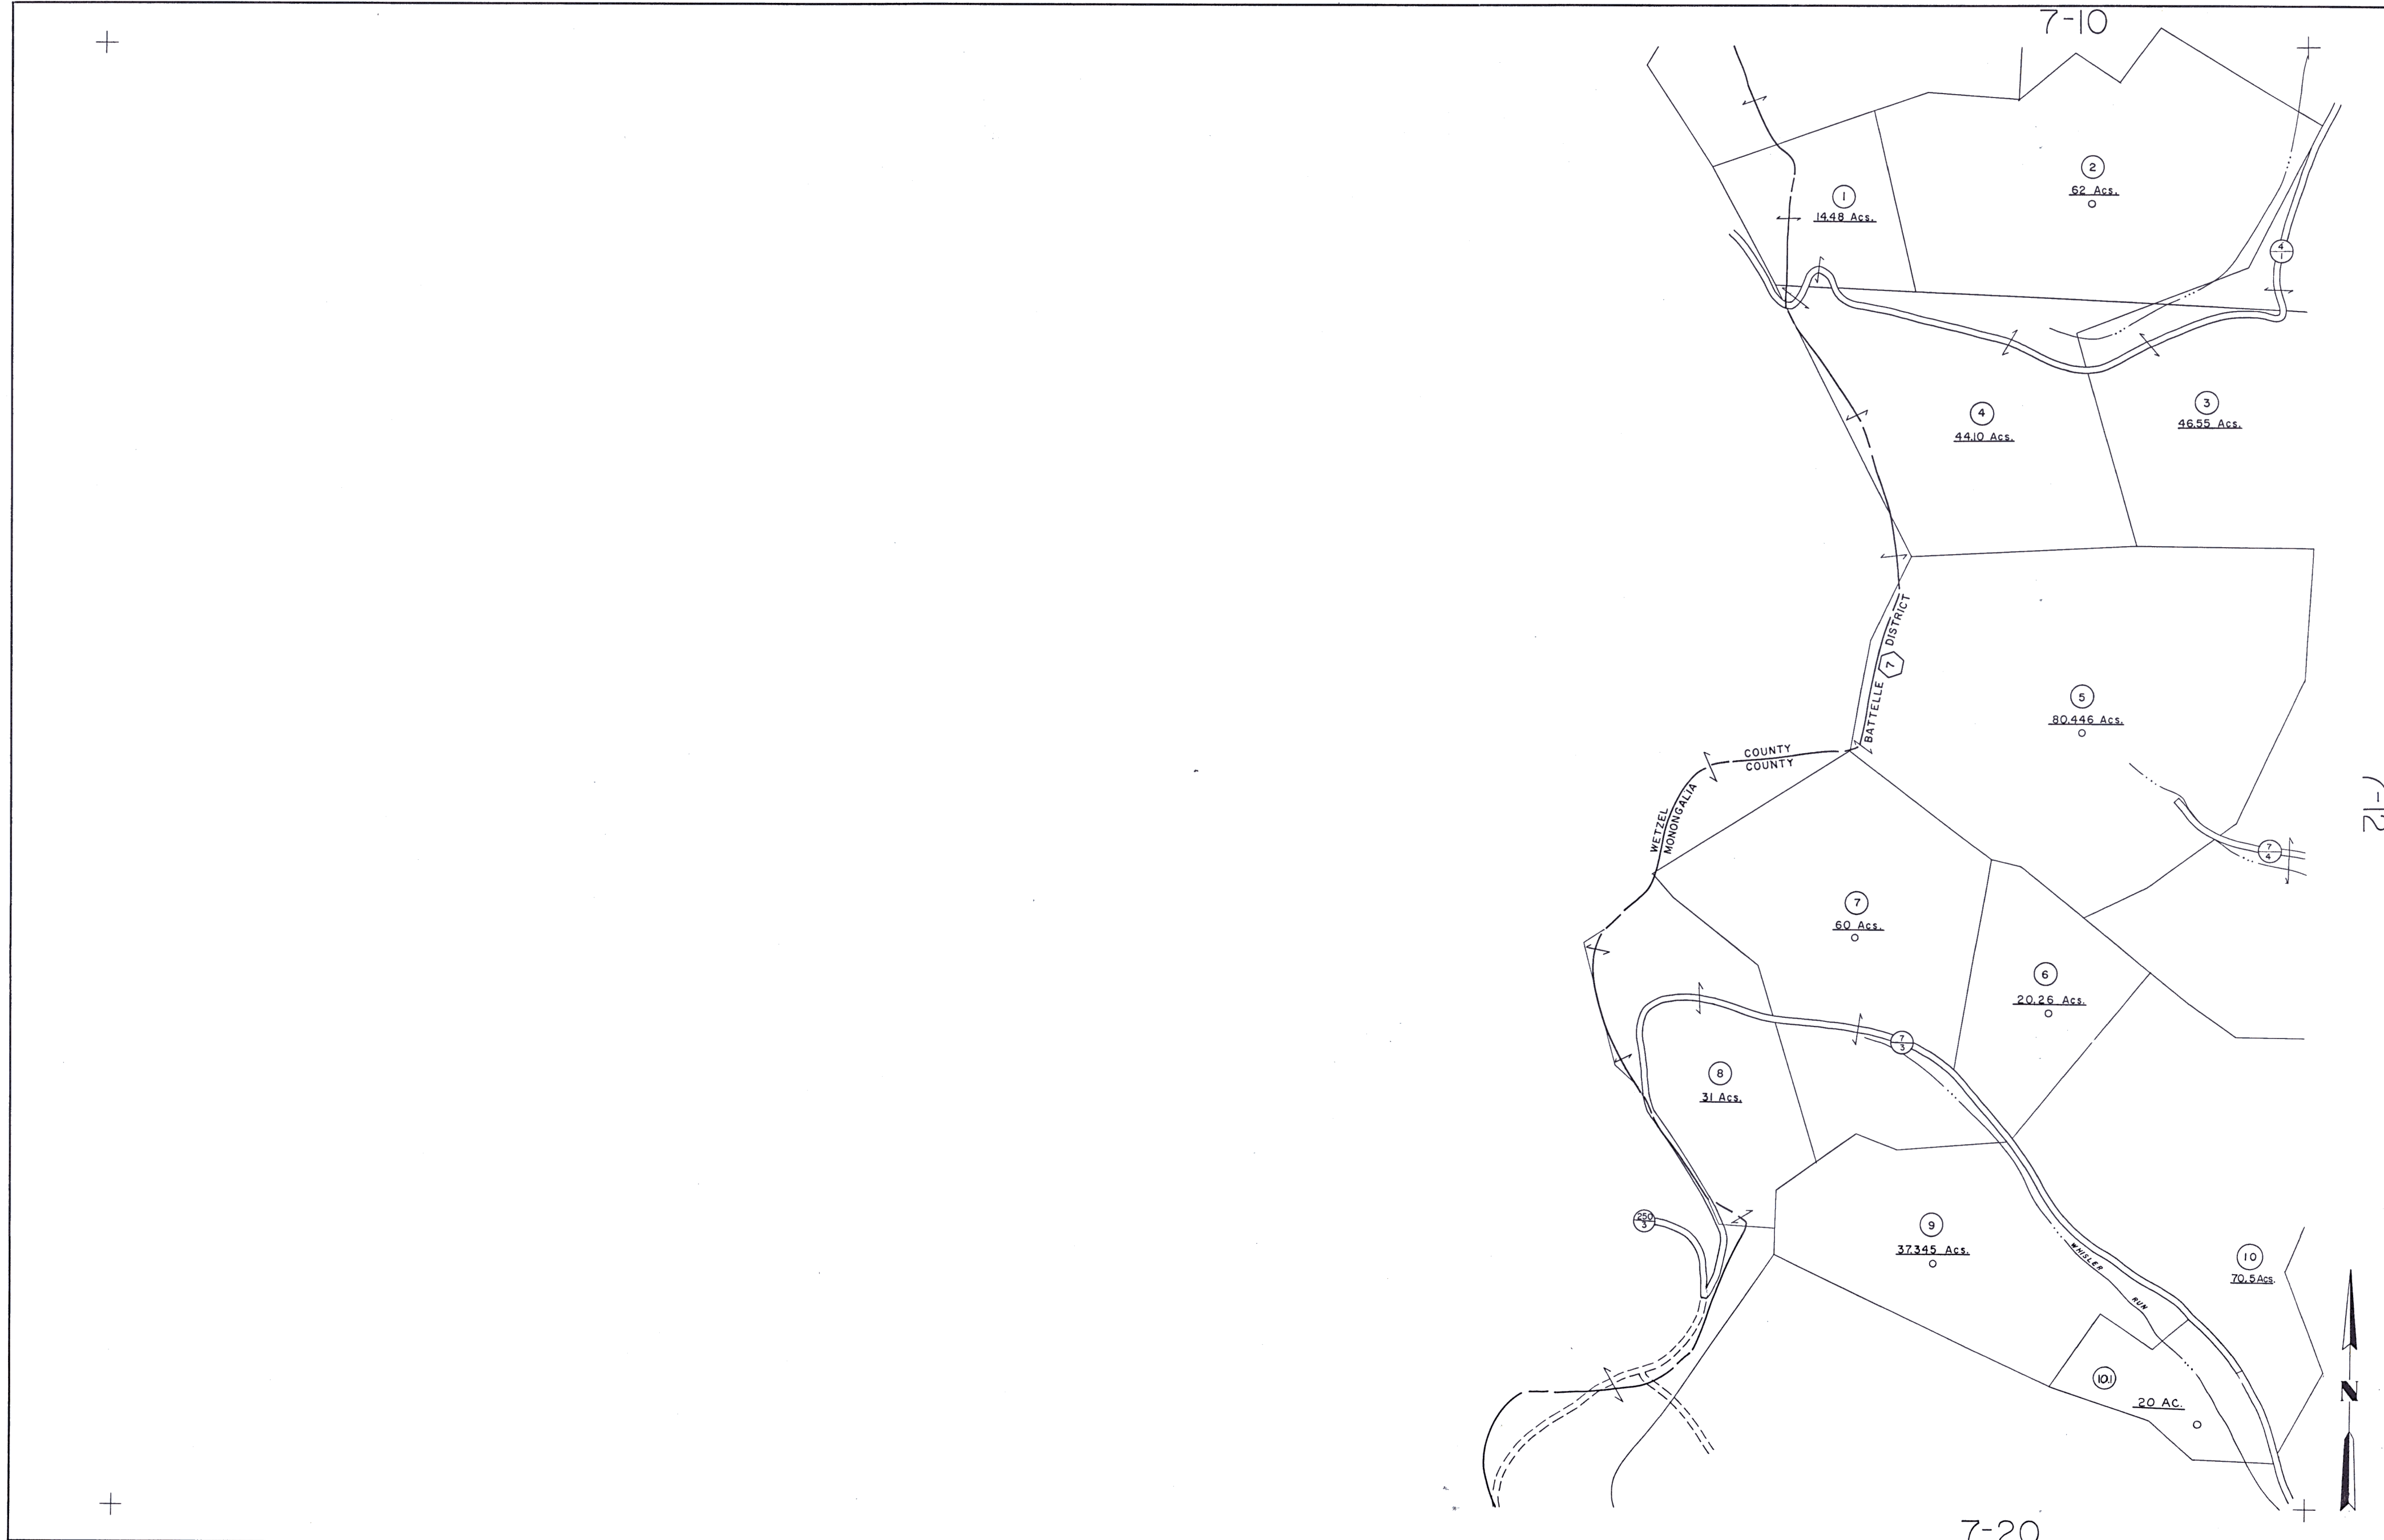 7-10
2
62 Acs.
1
14.48 Acs.
4
1
3
46.55 Acs.
4
44.10 Acs.
BATTELLE 7 DISTRICT
5
80.446 Acs.
COUNTY
COUNTY
WETZEL
MONONGALIA
7-12
7
4
7
60 Acs.
6
20.26 Acs.
7
3
8
31 Acs.
250
3
9
37.345 Acs.
WHISLER RUN
10
70.5 Acs.
10.1
20 AC.
N
7-20